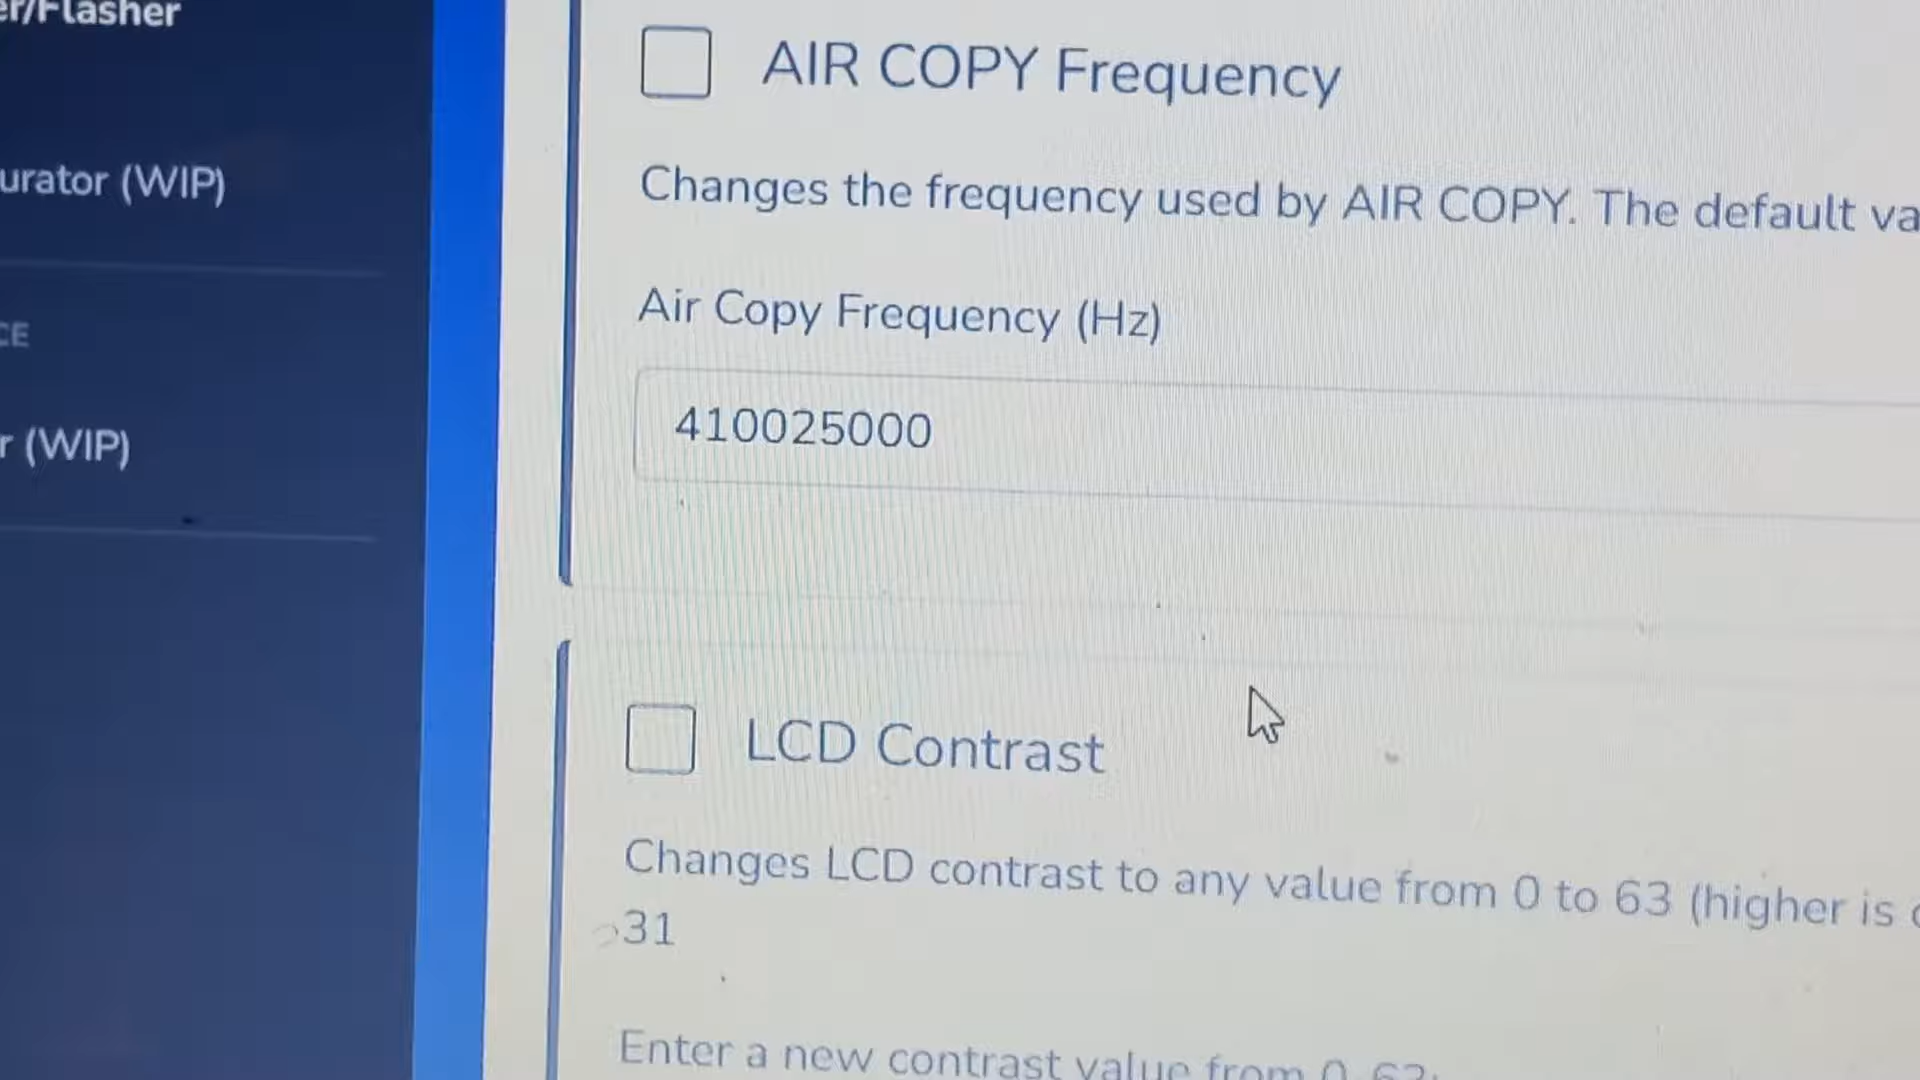 er/Flasher
urator (WIP)
CE
r (WIP)
AIR COPY Frequency
Changes the frequency used by AIR COPY. The default va
Air Copy Frequency (Hz)
410025000
LCD Contrast
Changes LCD contrast to any value from 0 to 63 (higher is
31
Enter a new contrast value from 0-63: